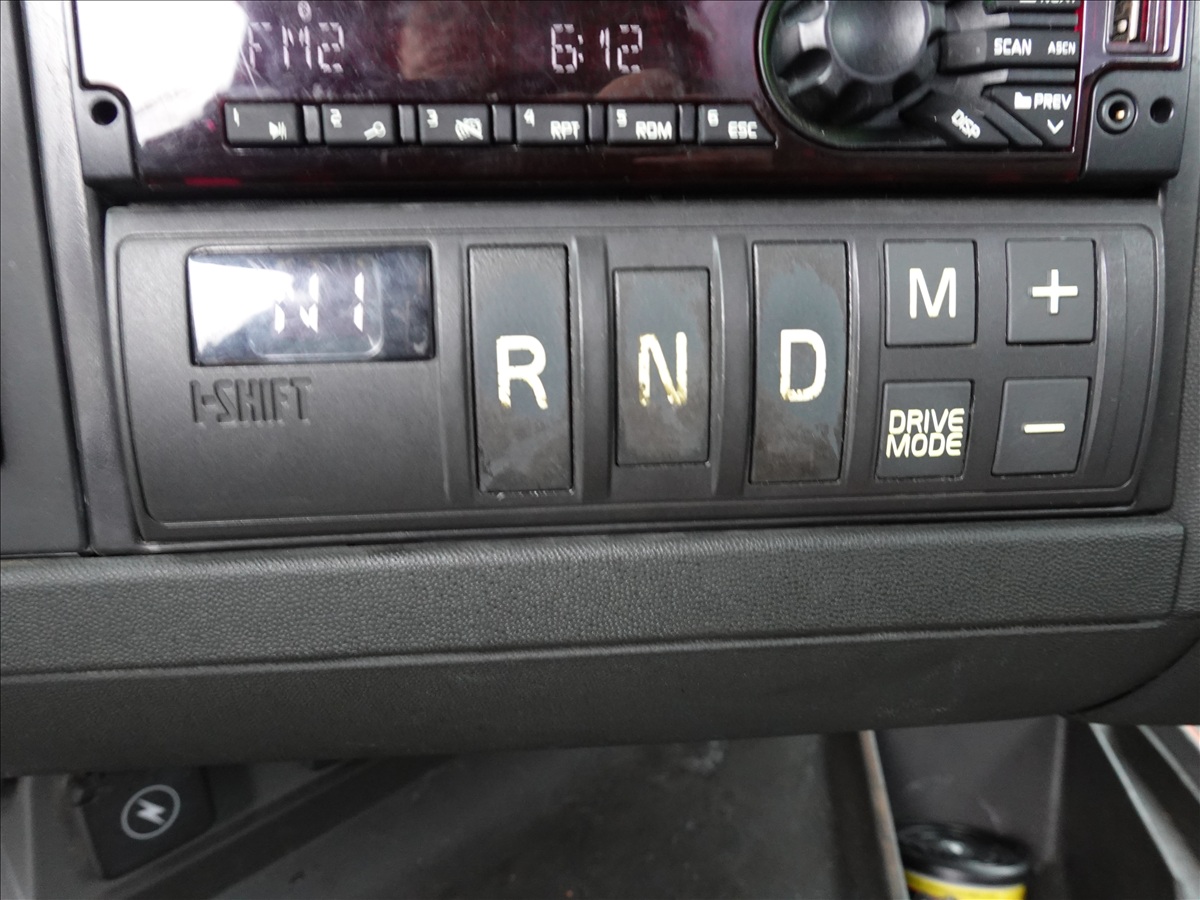 FM2 6:12
SCAN ASCN
1 2 3 4 RPT 5 RDM 6 ESC
DISP
PREV
N1
I-SHIFT
R N D
M +
DRIVE
MODE −